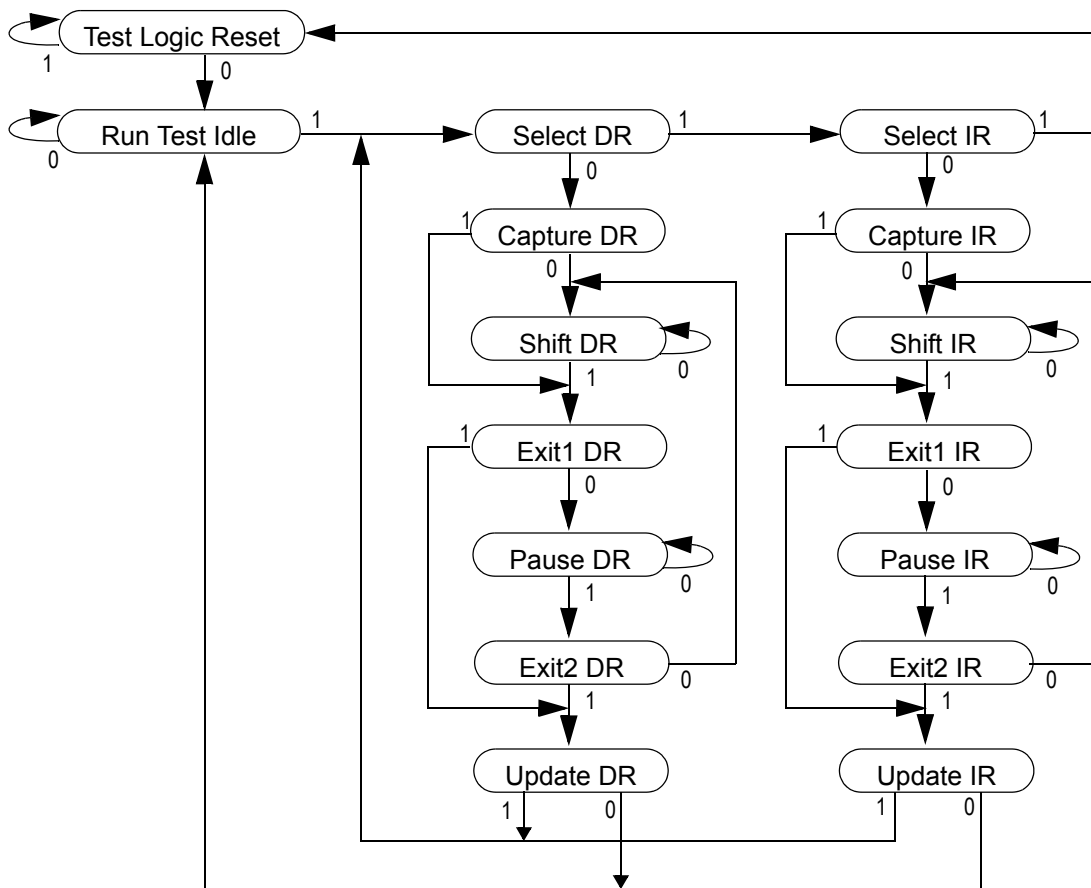 Test Logic Reset
1
0
Run Test Idle
0
1
Select DR
1
0
Select IR
1
0
Capture DR
1
0
Capture IR
1
0
Shift DR
0
1
Shift IR
0
1
Exit1 DR
1
0
Exit1 IR
1
0
Pause DR
0
1
Pause IR
0
1
Exit2 DR
0
1
Exit2 IR
0
1
Update DR
1
0
Update IR
1
0